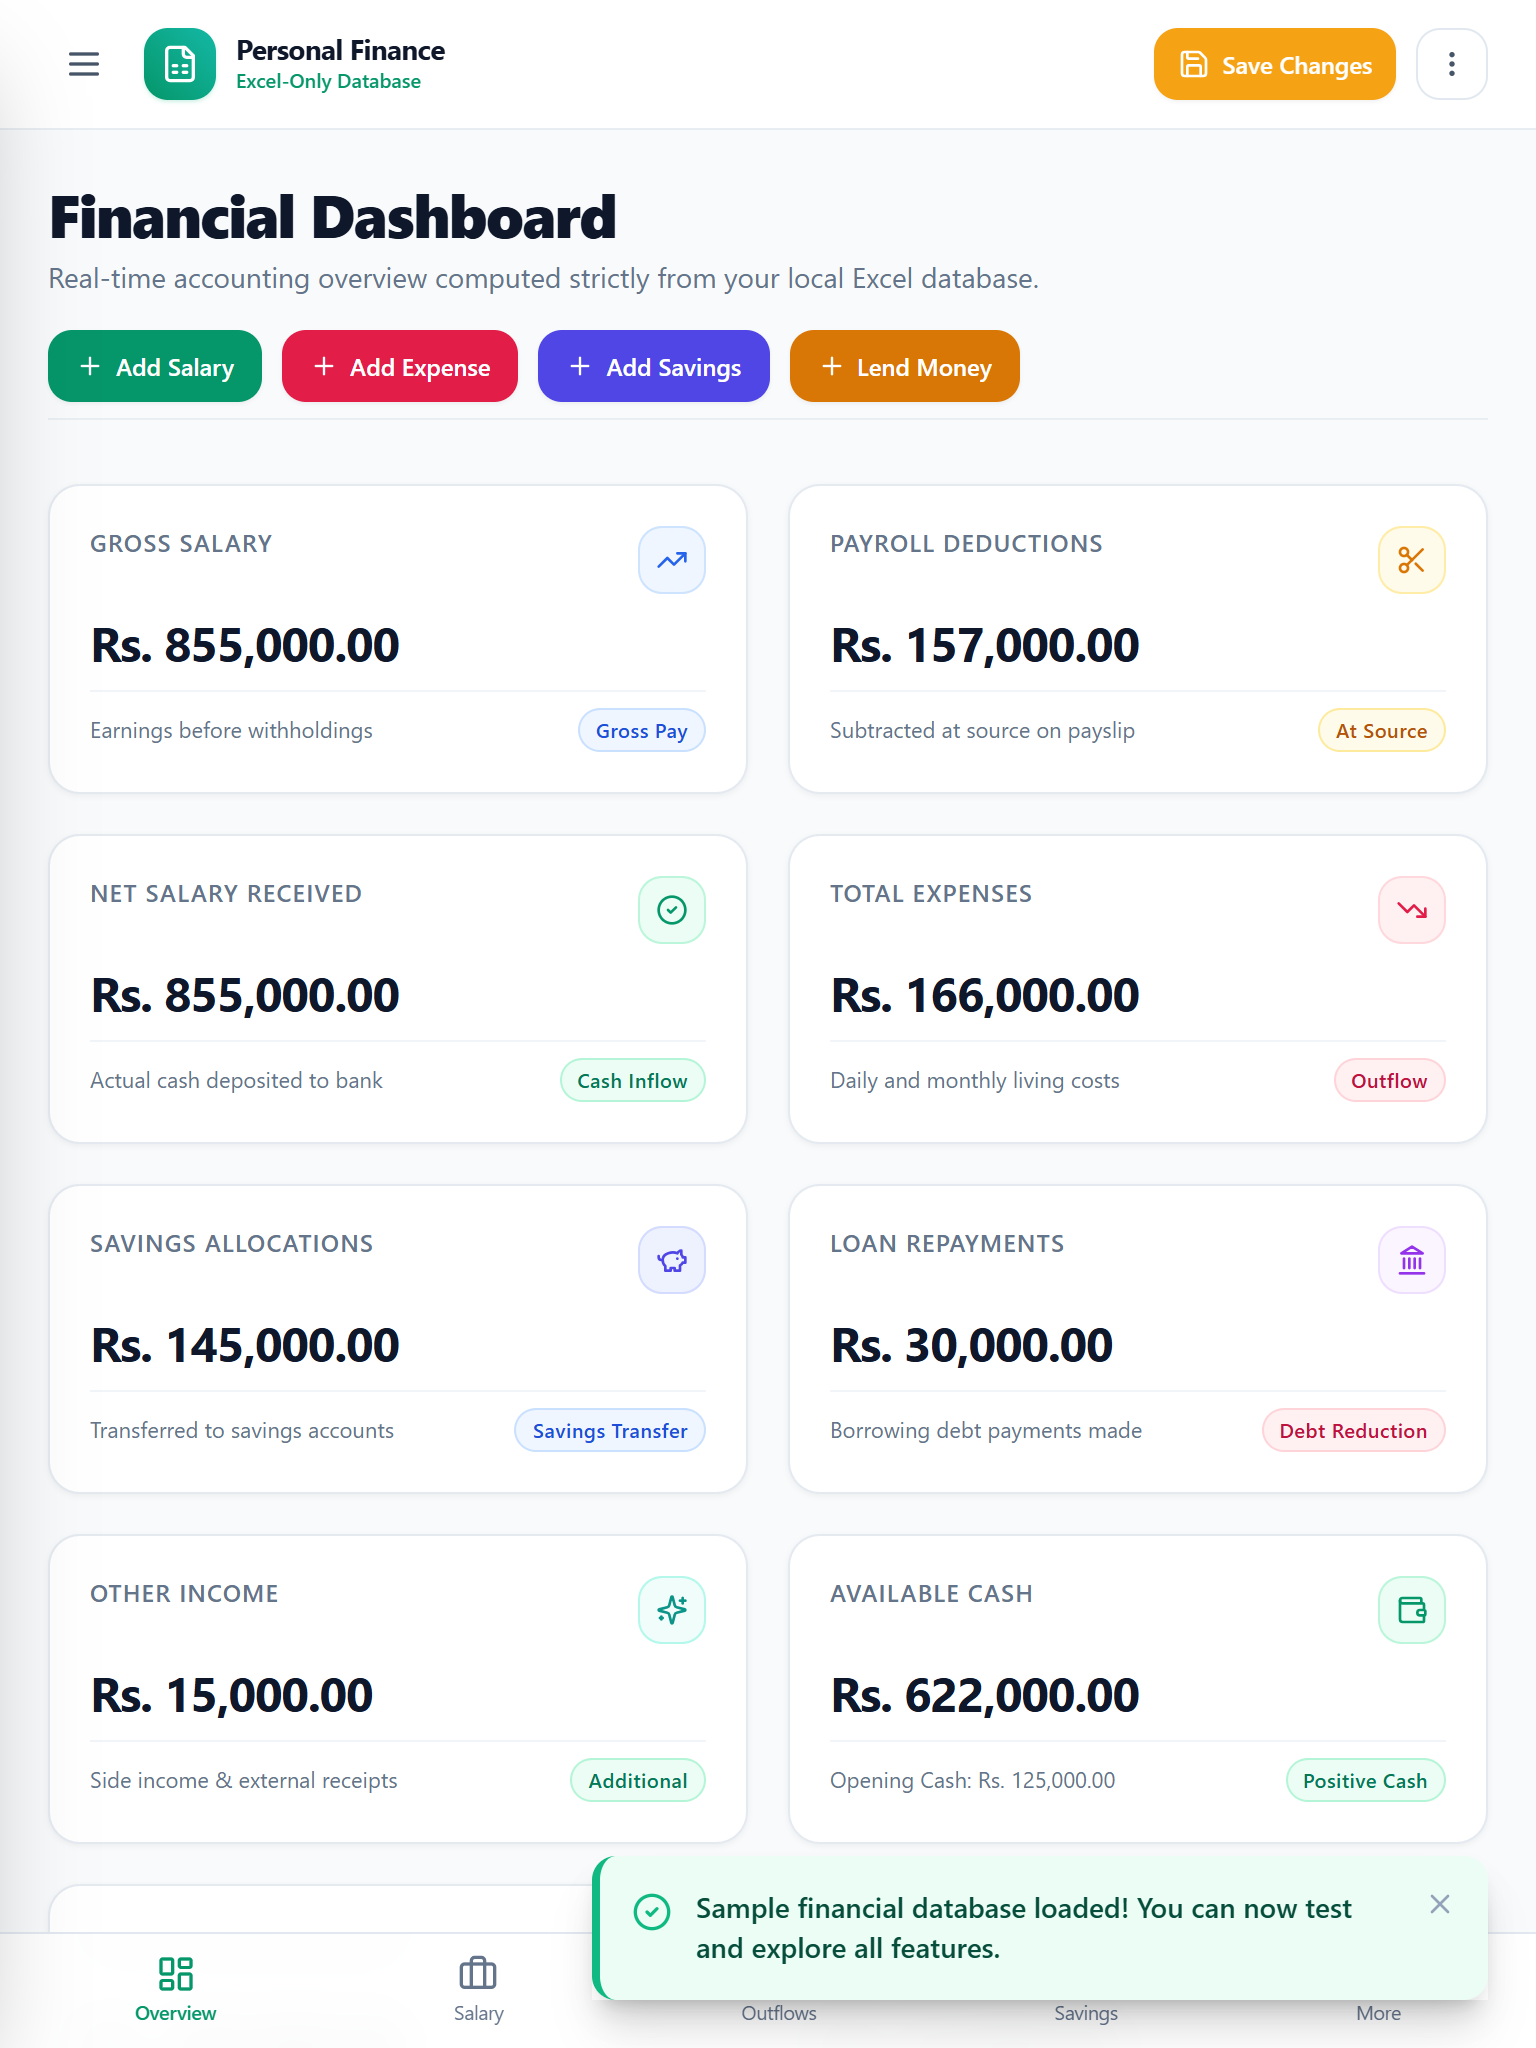 Personal Finance
Excel-Only Database
Save Changes
Financial Dashboard
Real-time accounting overview computed strictly from your local Excel database.
Add Salary
Add Expense
Add Savings
Lend Money
GROSS SALARY
Rs. 855,000.00
Earnings before withholdings
Gross Pay
PAYROLL DEDUCTIONS
Rs. 157,000.00
Subtracted at source on payslip
At Source
NET SALARY RECEIVED
Rs. 855,000.00
Actual cash deposited to bank
Cash Inflow
TOTAL EXPENSES
Rs. 166,000.00
Daily and monthly living costs
Outflow
SAVINGS ALLOCATIONS
Rs. 145,000.00
Transferred to savings accounts
Savings Transfer
LOAN REPAYMENTS
Rs. 30,000.00
Borrowing debt payments made
Debt Reduction
OTHER INCOME
Rs. 15,000.00
Side income & external receipts
Additional
AVAILABLE CASH
Rs. 622,000.00
Opening Cash: Rs. 125,000.00
Positive Cash
Sample financial database loaded! You can now test
and explore all features.
Overview
Salary
Outflows
Savings
More